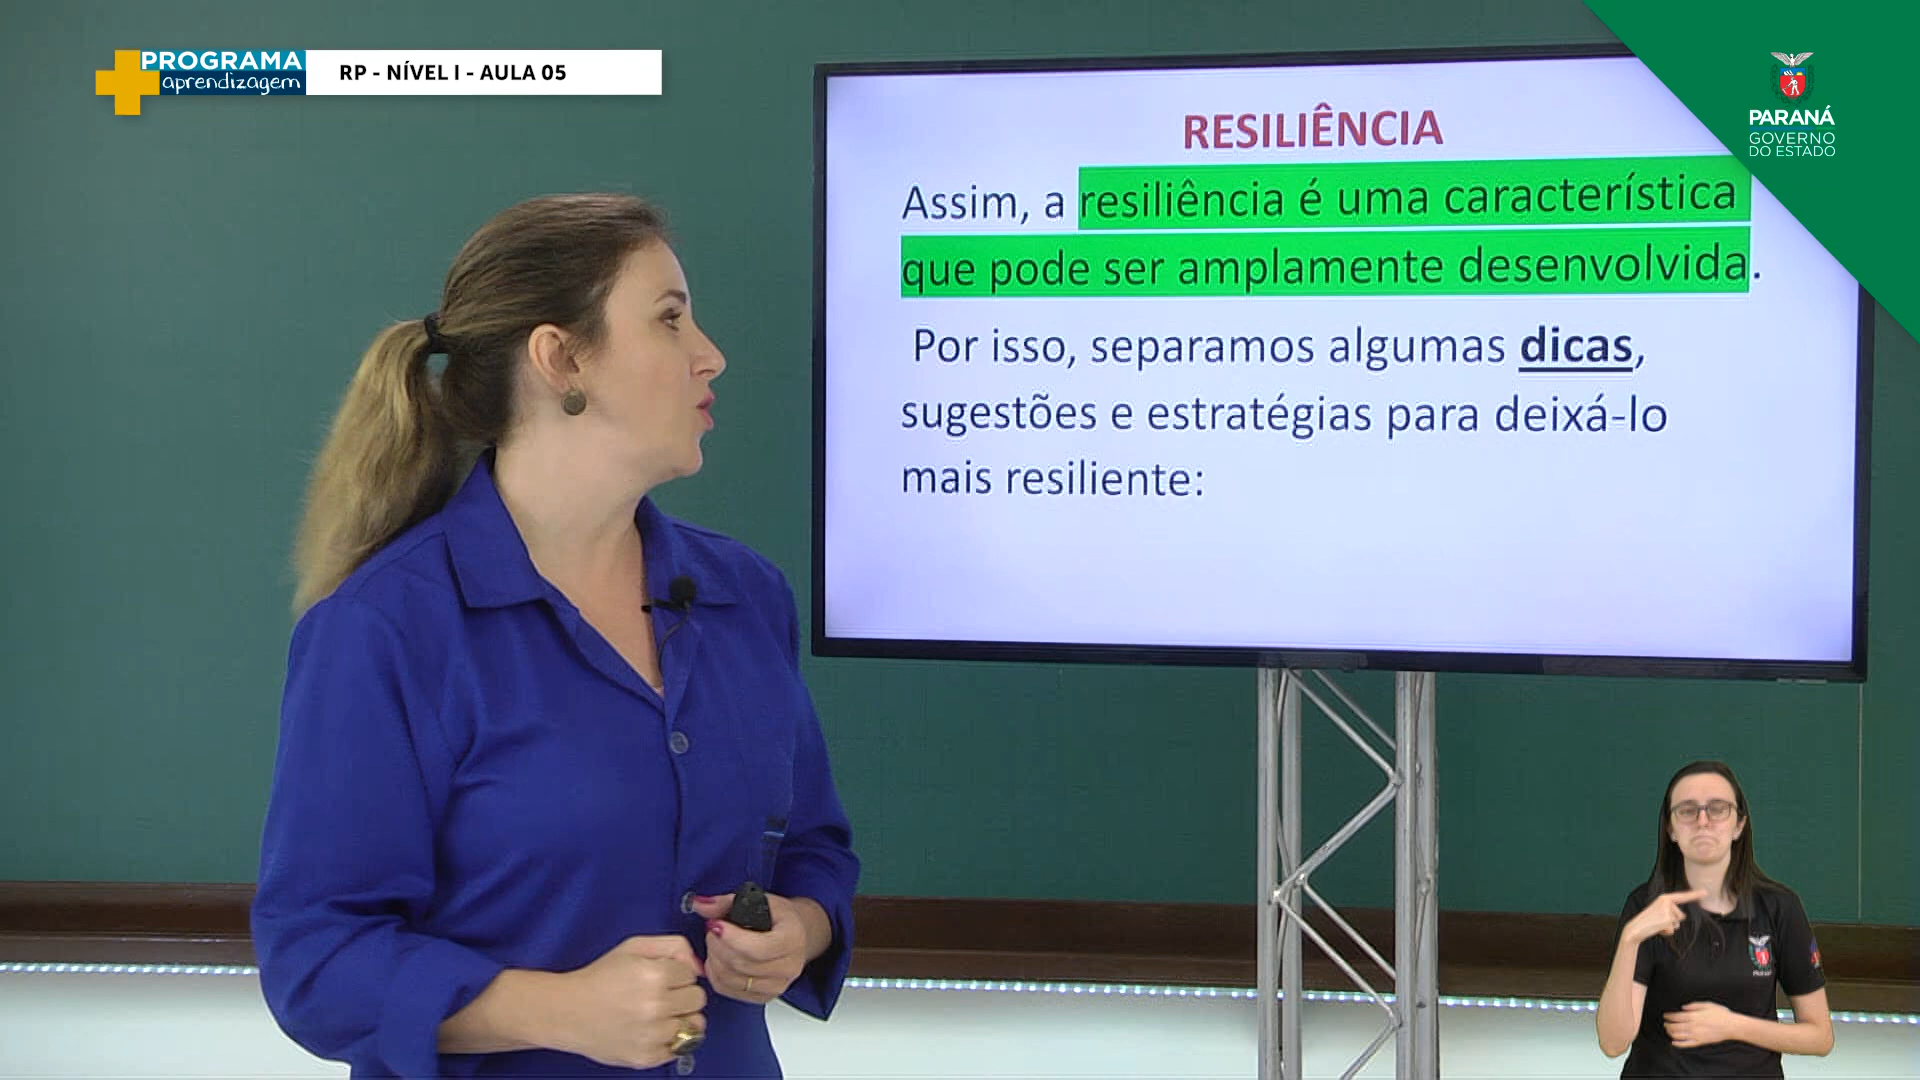 PROGRAMA
aprendizagem
RP - NÍVEL I - AULA 05
PARANÁ
GOVERNO
DO ESTADO
RESILIÊNCIA
Assim, a resiliência é uma característica
que pode ser amplamente desenvolvida.
Por isso, separamos algumas dicas,
sugestões e estratégias para deixá-lo
mais resiliente: